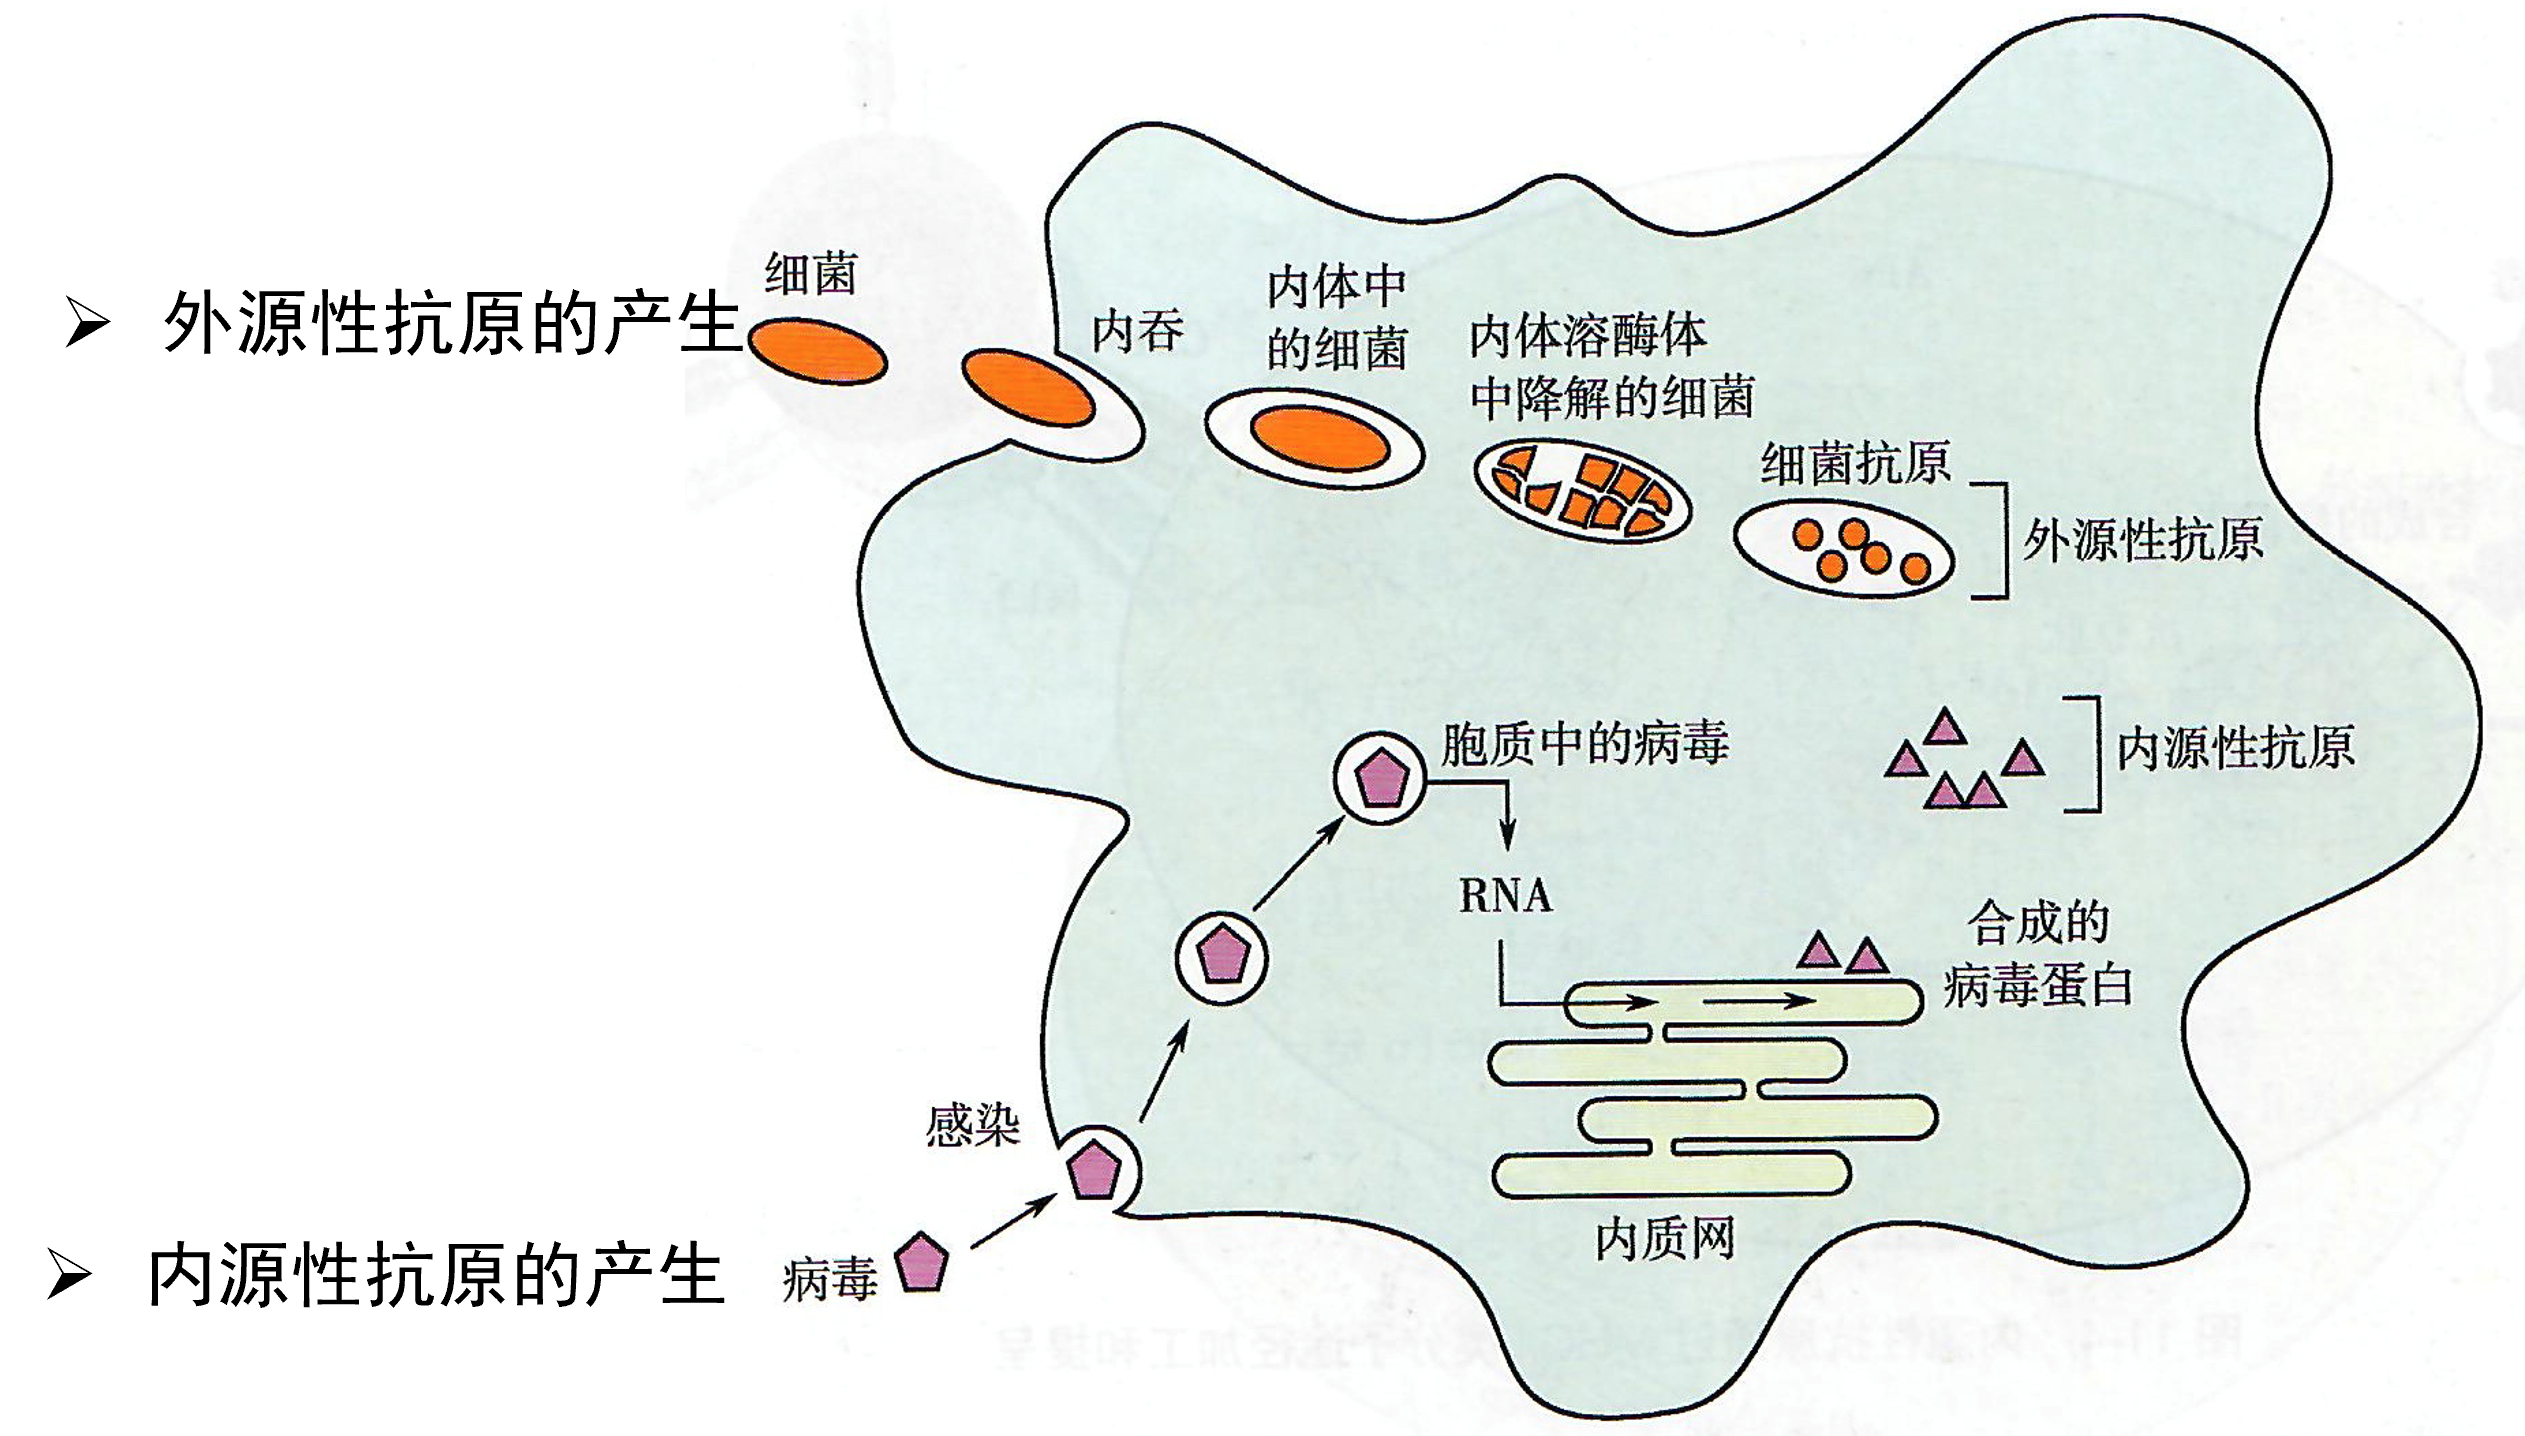 细菌
➢ 外源性抗原的产生
内吞
内体中
的细菌
内体溶酶体
中降解的细菌
细菌抗原
外源性抗原
胞质中的病毒
内源性抗原
RNA
合成的
病毒蛋白
感染
内质网
➢ 内源性抗原的产生
病毒